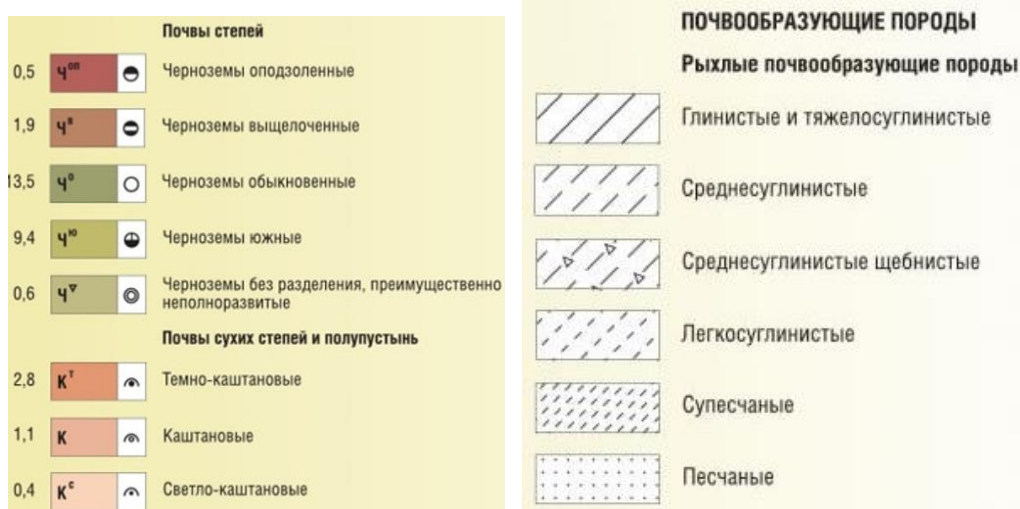 Почвы степей
0,5 Ч оп Черноземы оподзоленные
1,9 Ч в Черноземы выщелоченные
13,5 Ч о Черноземы обыкновенные
9,4 Ч ю Черноземы южные
0,6 Ч ▽ Черноземы без разделения, преимущественно
неполноразвитые
Почвы сухих степей и полупустынь
2,8 К т Темно-каштановые
1,1 К Каштановые
0,4 К с Светло-каштановые
ПОЧВООБРАЗУЮЩИЕ ПОРОДЫ
Рыхлые почвообразующие породы
Глинистые и тяжелосуглинистые
Среднесуглинистые
Среднесуглинистые щебнистые
Легкосуглинистые
Супесчаные
Песчаные